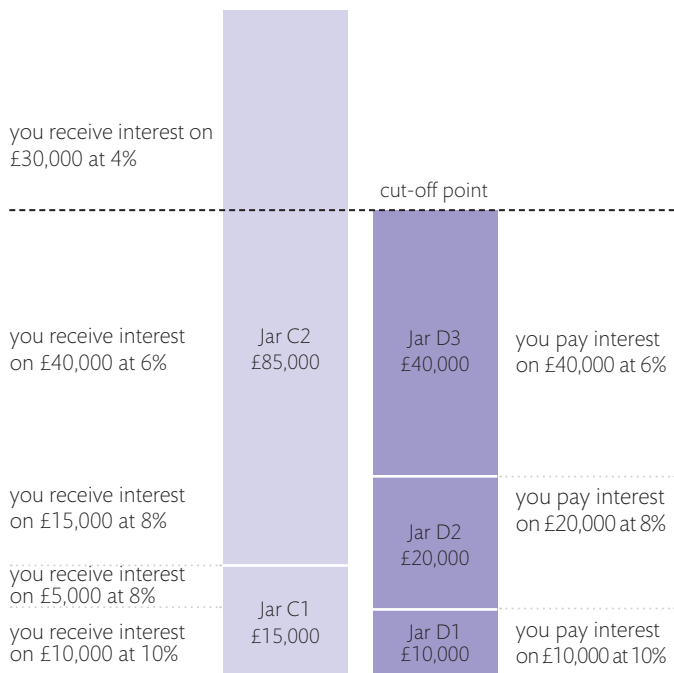 you receive interest on
£30,000 at 4%
cut-off point
you receive interest
on £40,000 at 6%
Jar C2
£85,000
Jar D3
£40,000
you pay interest
on £40,000 at 6%
you receive interest
on £15,000 at 8%
you pay interest
on £20,000 at 8%
Jar D2
£20,000
you receive interest
on £5,000 at 8%
Jar C1
£15,000
you receive interest
on £10,000 at 10%
Jar D1
£10,000
you pay interest
on £10,000 at 10%